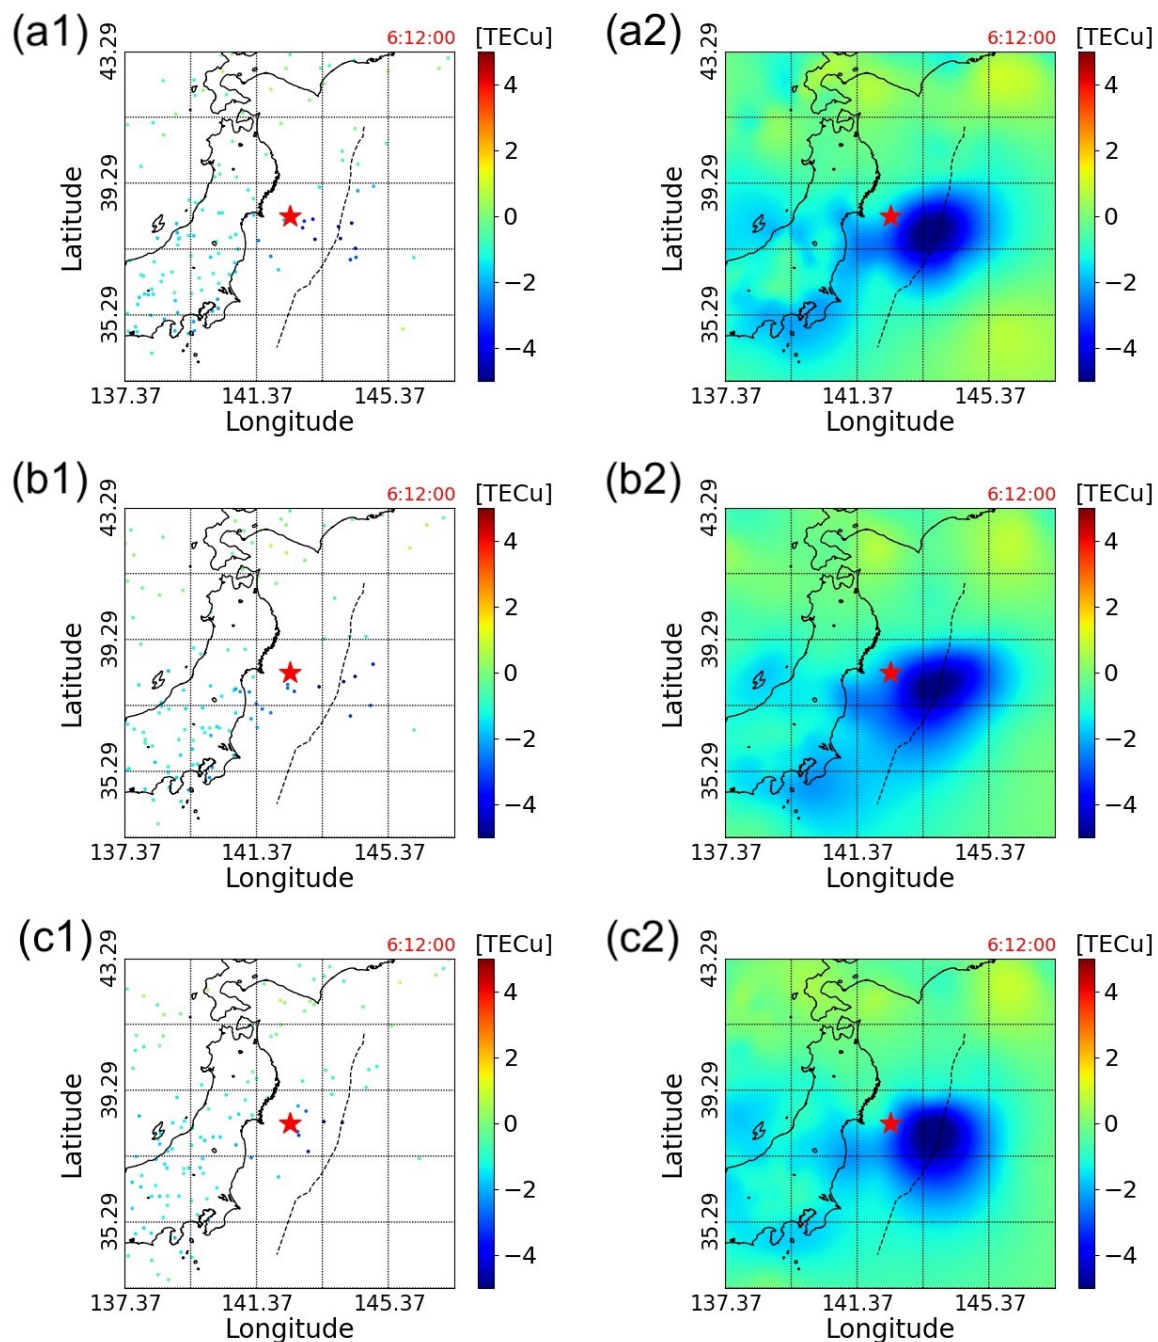 (a1)
6:12:00
[TECu]
43.29
39.29
35.29
Latitude
137.37 141.37 145.37
Longitude
4
2
0
−2
−4
(a2)
6:12:00
[TECu]
43.29
39.29
35.29
Latitude
137.37 141.37 145.37
Longitude
4
2
0
−2
−4
(b1)
6:12:00
[TECu]
43.29
39.29
35.29
Latitude
137.37 141.37 145.37
Longitude
4
2
0
−2
−4
(b2)
6:12:00
[TECu]
43.29
39.29
35.29
Latitude
137.37 141.37 145.37
Longitude
4
2
0
−2
−4
(c1)
6:12:00
[TECu]
43.29
39.29
35.29
Latitude
137.37 141.37 145.37
Longitude
4
2
0
−2
−4
(c2)
6:12:00
[TECu]
43.29
39.29
35.29
Latitude
137.37 141.37 145.37
Longitude
4
2
0
−2
−4